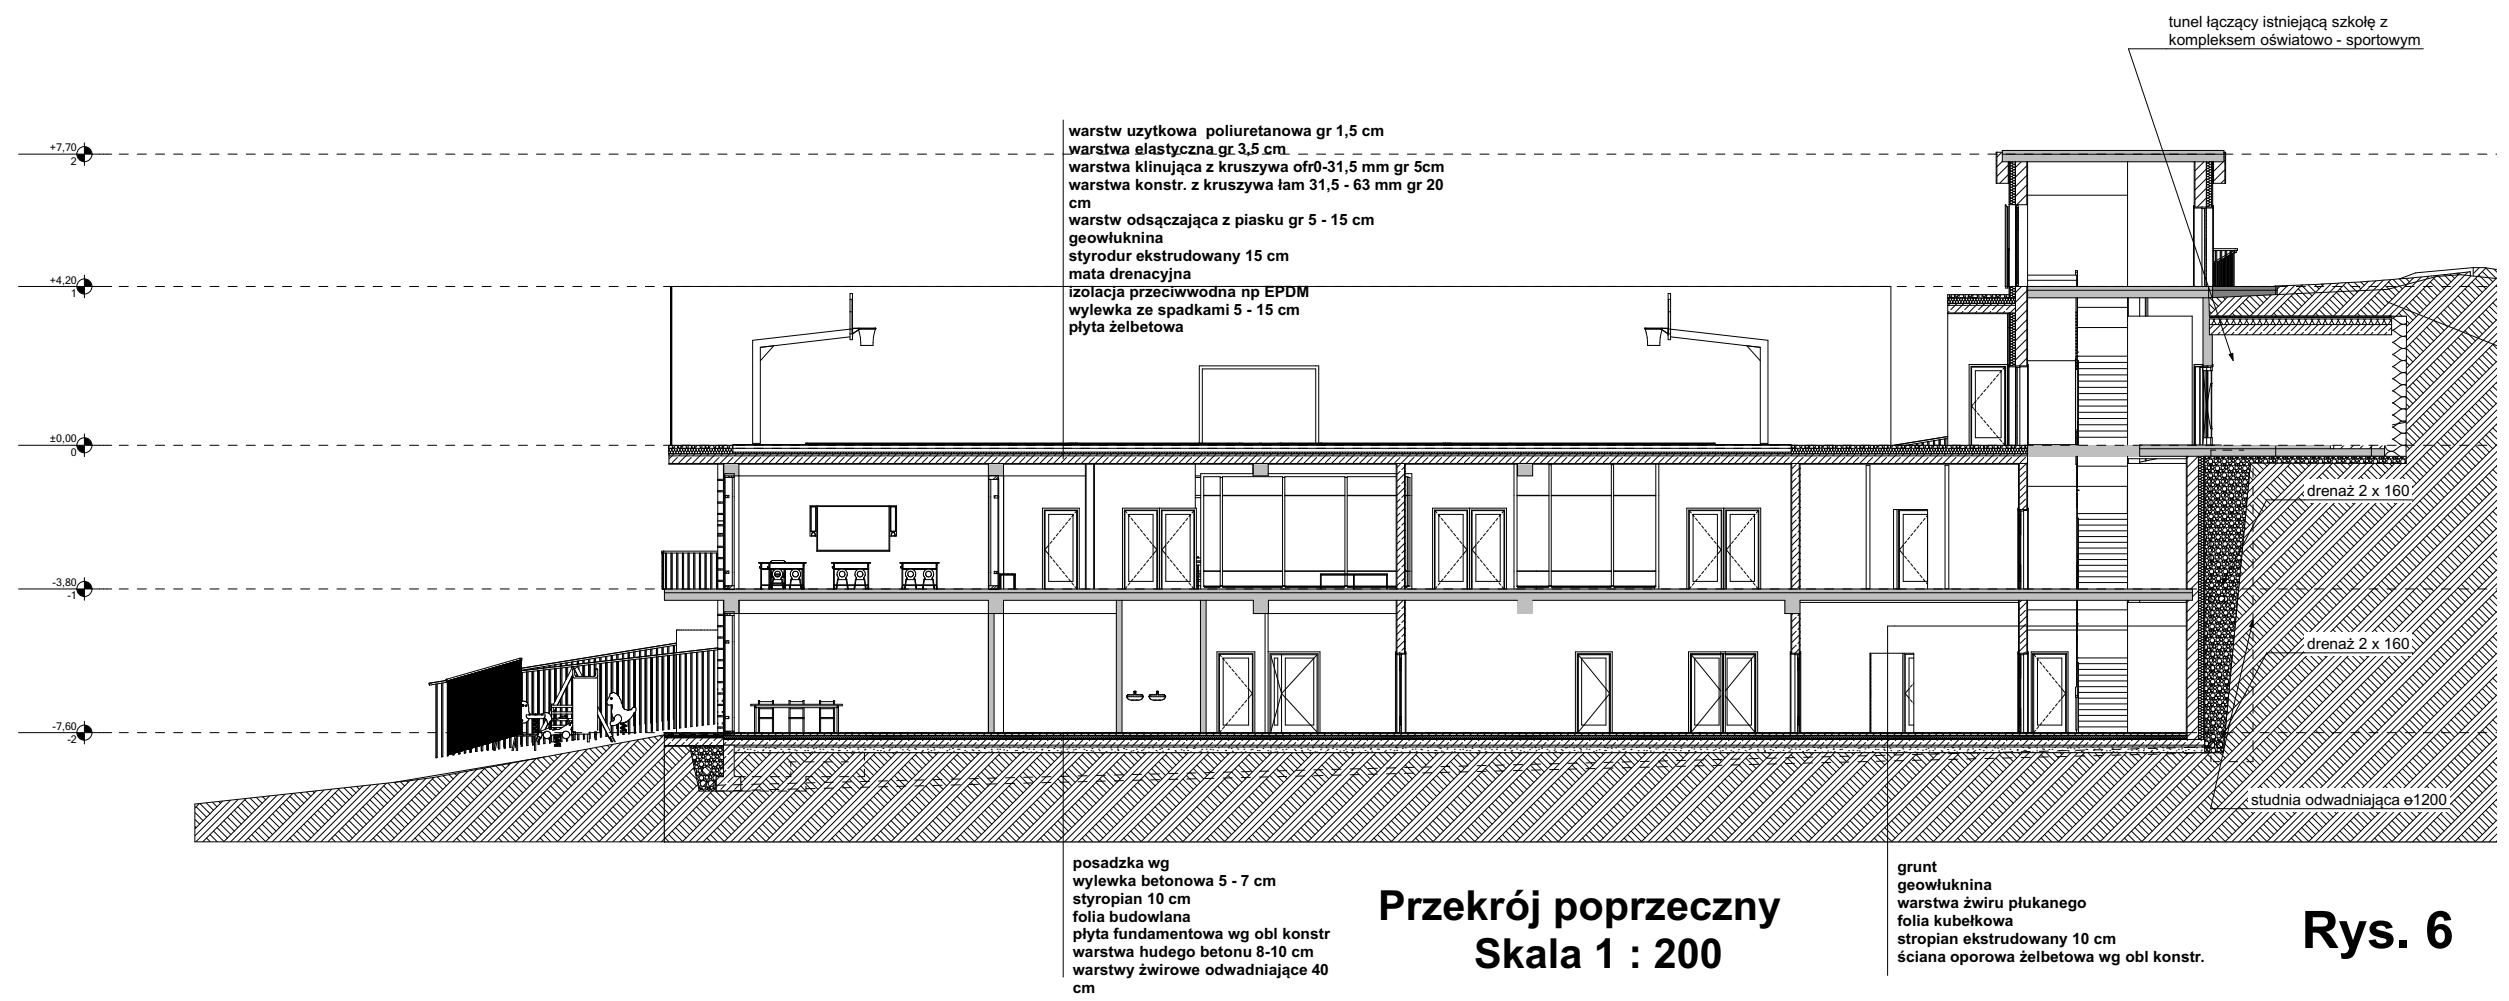 tunel łączący istniejącą szkołę z
kompleksem oświatowo - sportowym
warstw uzytkowa  poliuretanowa gr 1,5 cm
warstwa elastyczna gr 3,5 cm
warstwa klinująca z kruszywa ofr0-31,5 mm gr 5cm
warstwa konstr. z kruszywa łam 31,5 - 63 mm gr 20
cm
warstw odsączająca z piasku gr 5 - 15 cm
geowłuknina
styrodur ekstrudowany 15 cm
mata drenacyjna
izolacja przeciwwodna np EPDM
wylewka ze spadkami 5 - 15 cm
płyta żelbetowa
+7,70
2
+4,20
1
±0,00
0
-3,80
-1
-7,60
-2
drenaż 2 x 160
drenaż 2 x 160
studnia odwadniająca ɵ1200
posadzka wg
wylewka betonowa 5 - 7 cm
styropian 10 cm
folia budowlana
płyta fundamentowa wg obl konstr
warstwa hudego betonu 8-10 cm
warstwy żwirowe odwadniające 40
cm
Przekrój poprzeczny
Skala 1 : 200
grunt
geowłuknina
warstwa żwiru płukanego
folia kubełkowa
stropian ekstrudowany 10 cm
ściana oporowa żelbetowa wg obl konstr.
Rys. 6